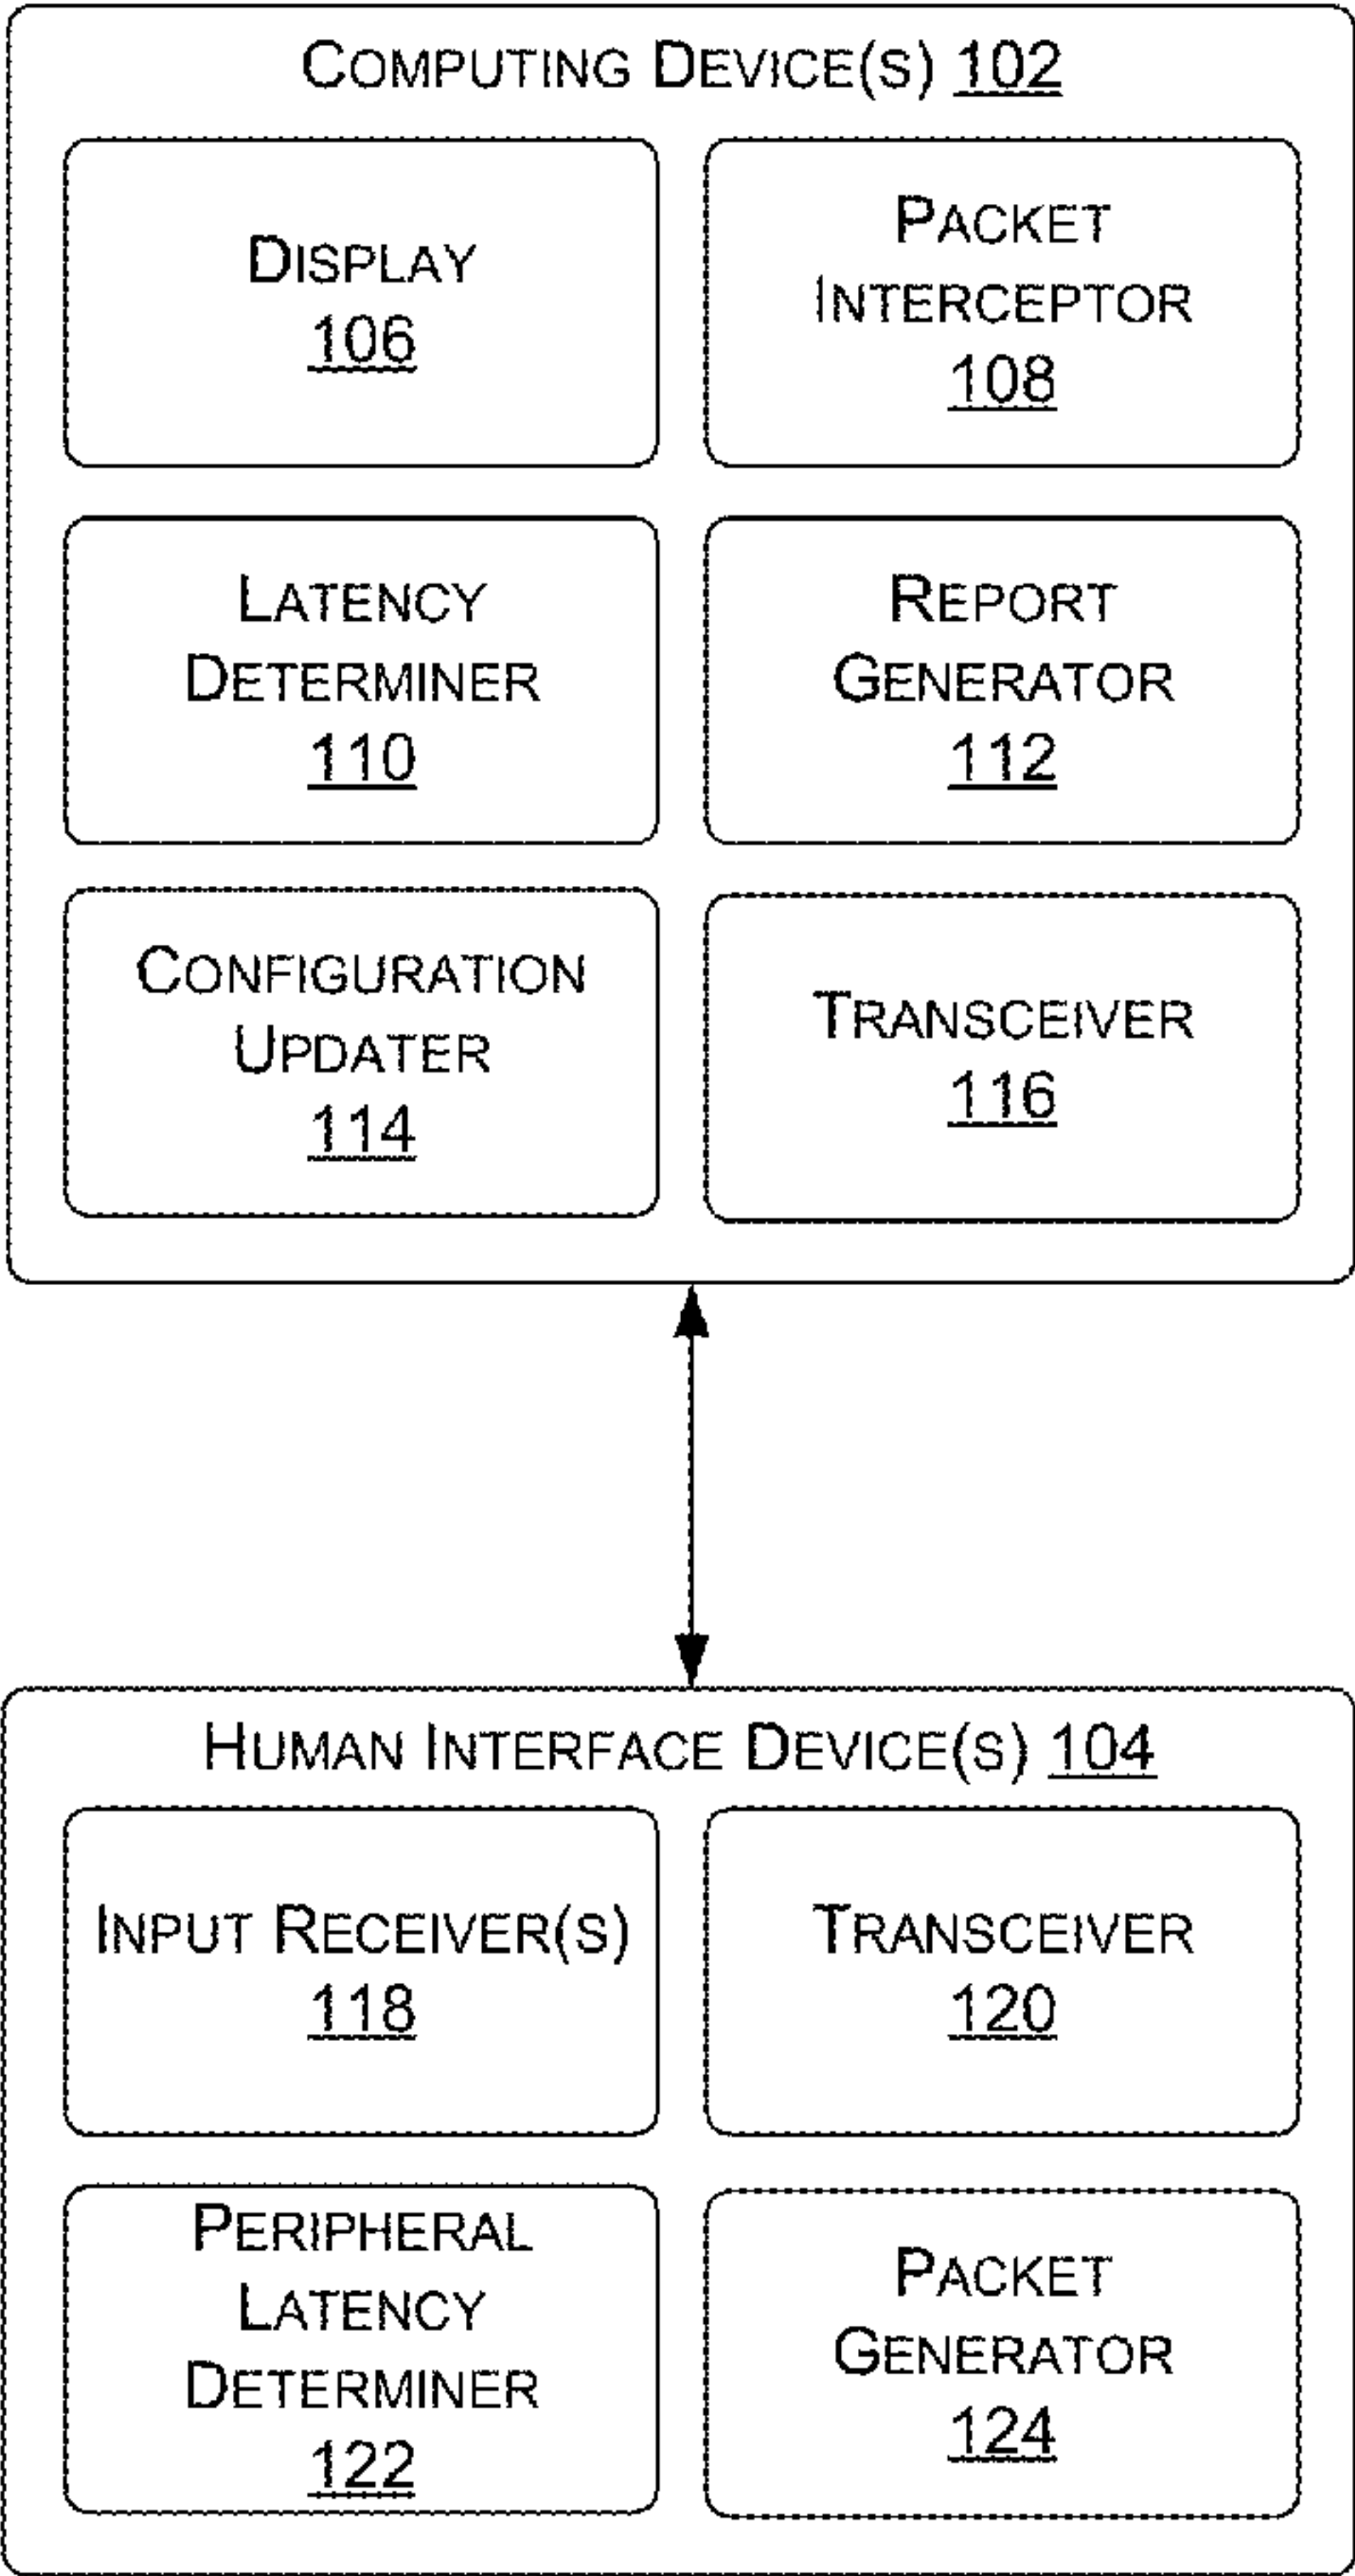 COMPUTING DEVICE(S) 102
DISPLAY
106
PACKET
INTERCEPTOR
108
LATENCY
DETERMINER
110
REPORT
GENERATOR
112
CONFIGURATION
UPDATER
114
TRANSCEIVER
116
HUMAN INTERFACE DEVICE(S) 104
INPUT RECEIVER(S)
118
TRANSCEIVER
120
PERIPHERAL
LATENCY
DETERMINER
122
PACKET
GENERATOR
124